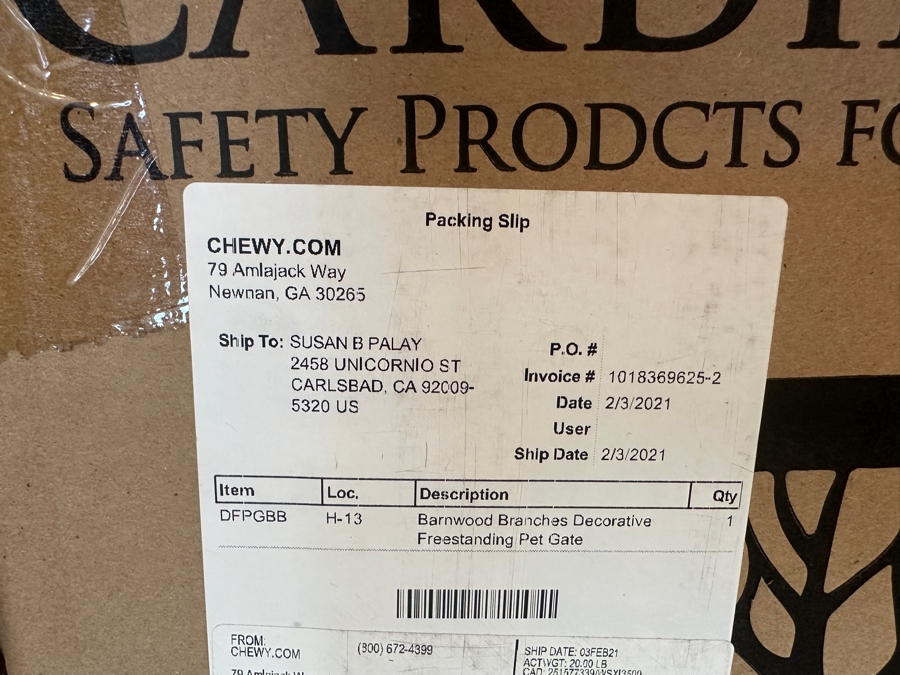 SAFETY PRODCTS
Packing Slip
CHEWY.COM
79 Amlajack Way
Newnan, GA 30265
Ship To: SUSAN B PALAY
2458 UNICORNIO ST
CARLSBAD, CA 92009-
5320 US
P.O. #
Invoice # 1018369625-2
Date 2/3/2021
User
Ship Date 2/3/2021
Item Loc. Description Qty
DFPGBB H-13 Barnwood Branches Decorative 1
Freestanding Pet Gate
FROM:
CHEWY.COM
(800) 672-4399
SHIP DATE: 03FEB21
ACTWGT: 20.00 LB